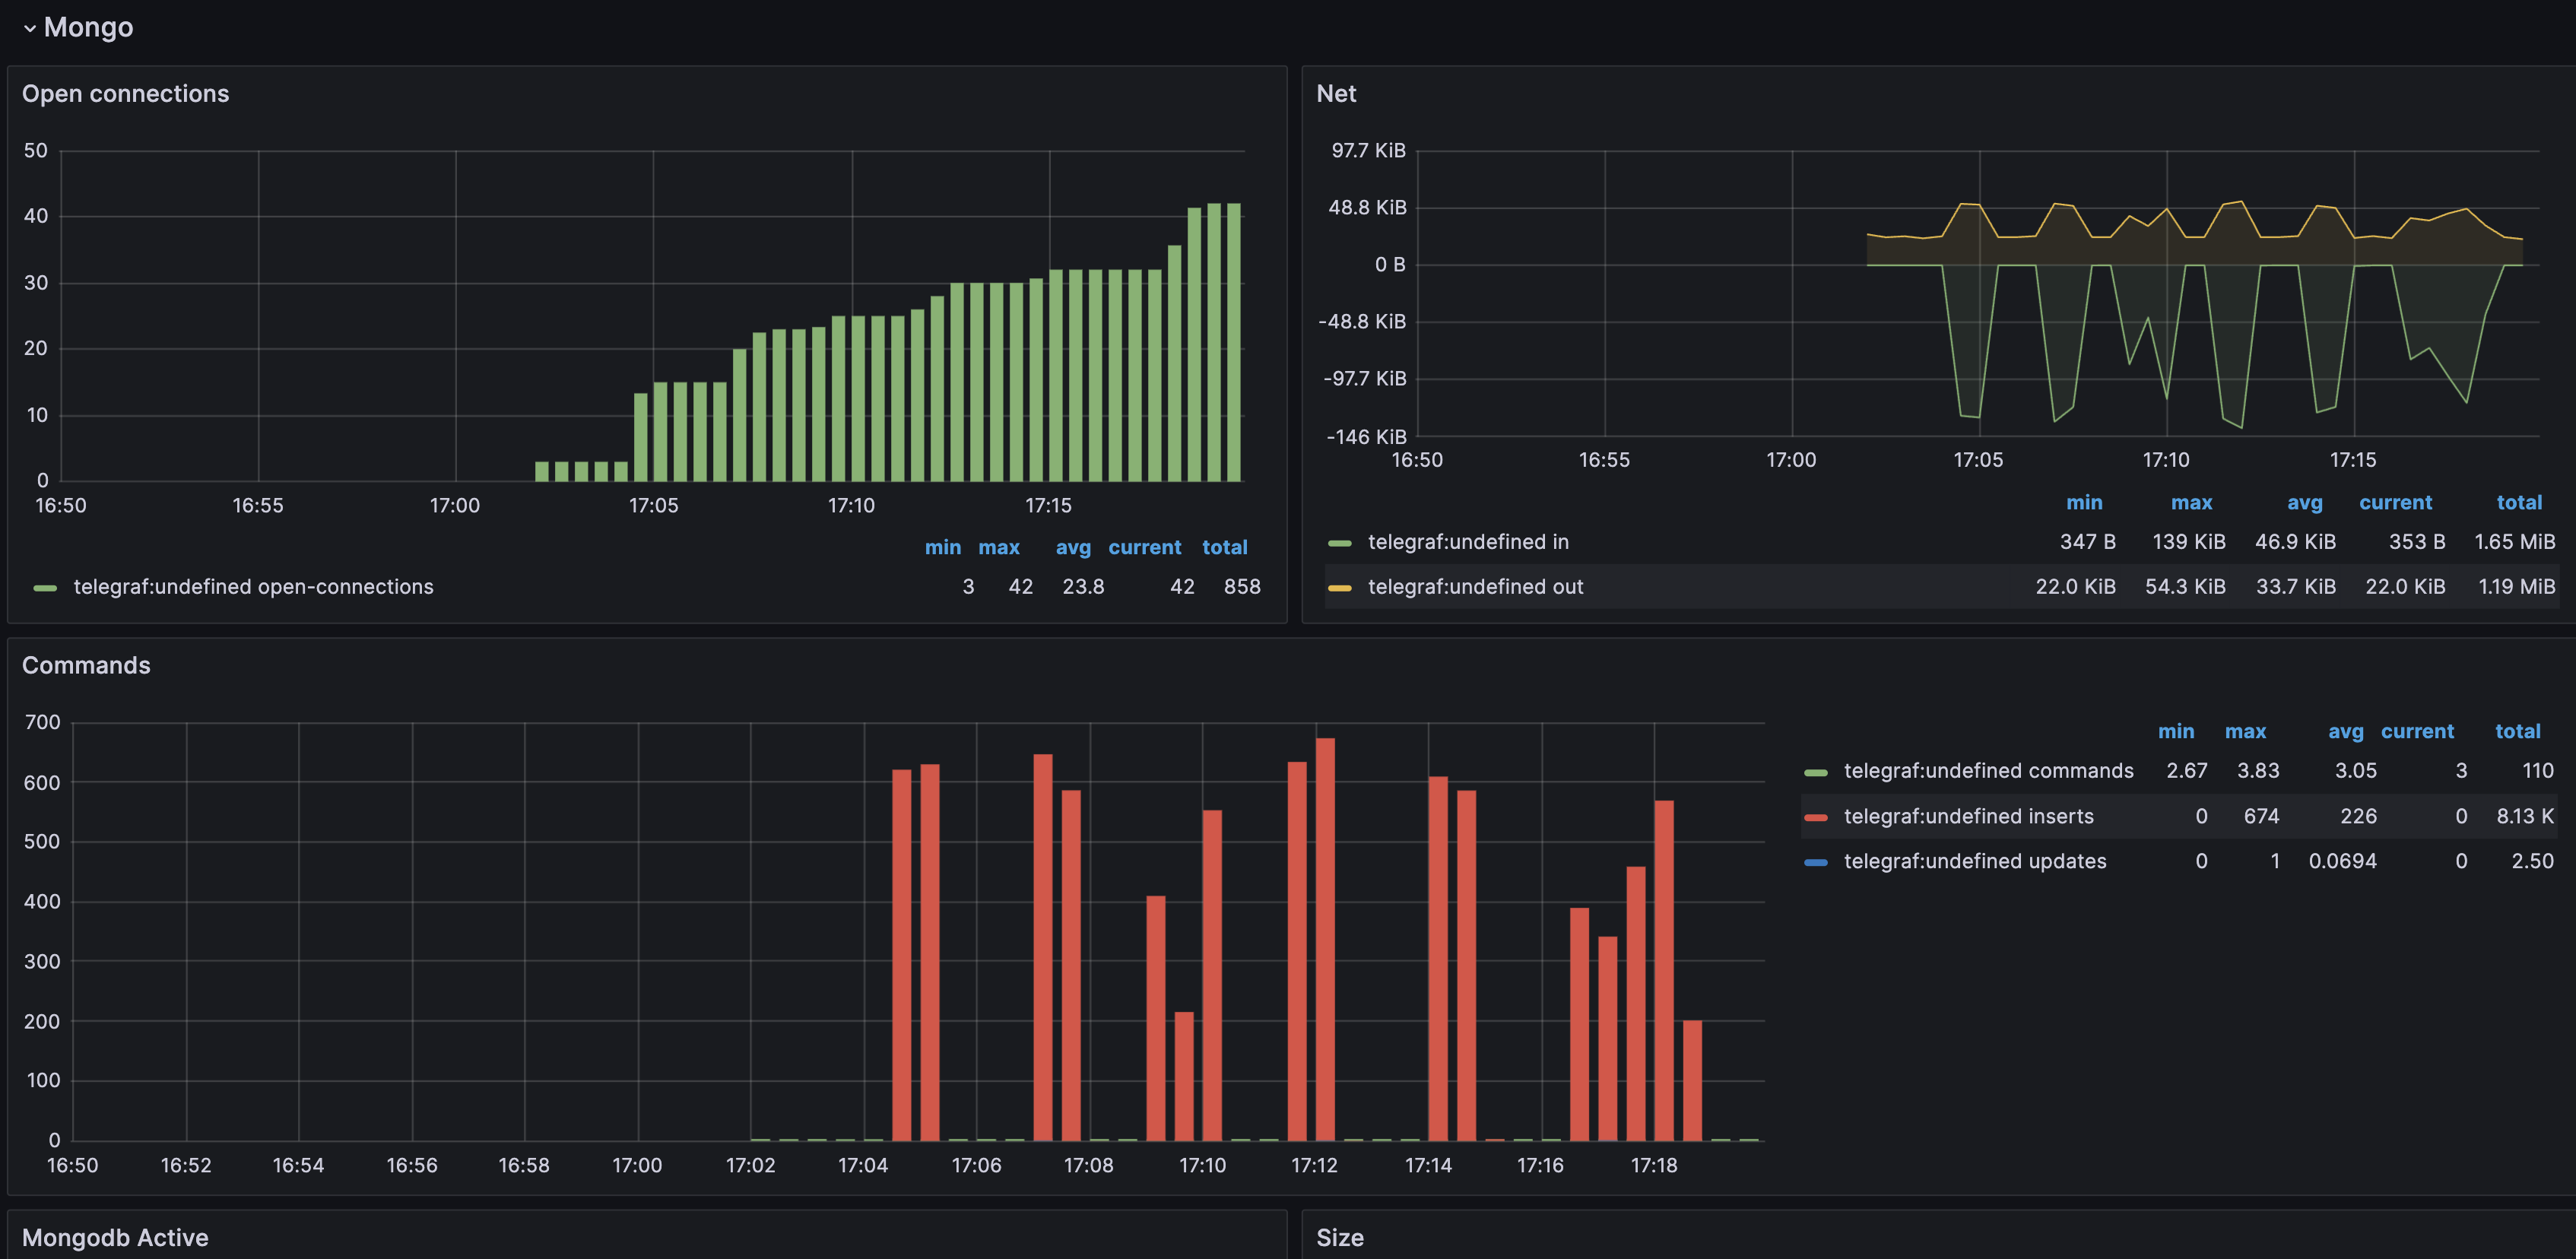 Mongo
Open connections
50
40
30
20
10
0
16:50 16:55 17:00 17:05 17:10 17:15
min max avg current total
telegraf:undefined open-connections 3 42 23.8 42 858
Net
97.7 KiB
48.8 KiB
0 B
-48.8 KiB
-97.7 KiB
-146 KiB
16:50 16:55 17:00 17:05 17:10 17:15
min max avg current total
telegraf:undefined in 347 B 139 KiB 46.9 KiB 353 B 1.65 MiB
telegraf:undefined out 22.0 KiB 54.3 KiB 33.7 KiB 22.0 KiB 1.19 MiB
Commands
700
600
500
400
300
200
100
0
16:50 16:52 16:54 16:56 16:58 17:00 17:02 17:04 17:06 17:08 17:10 17:12 17:14 17:16 17:18
min max avg current total
telegraf:undefined commands 2.67 3.83 3.05 3 110
telegraf:undefined inserts 0 674 226 0 8.13 K
telegraf:undefined updates 0 1 0.0694 0 2.50
Mongodb Active
Size